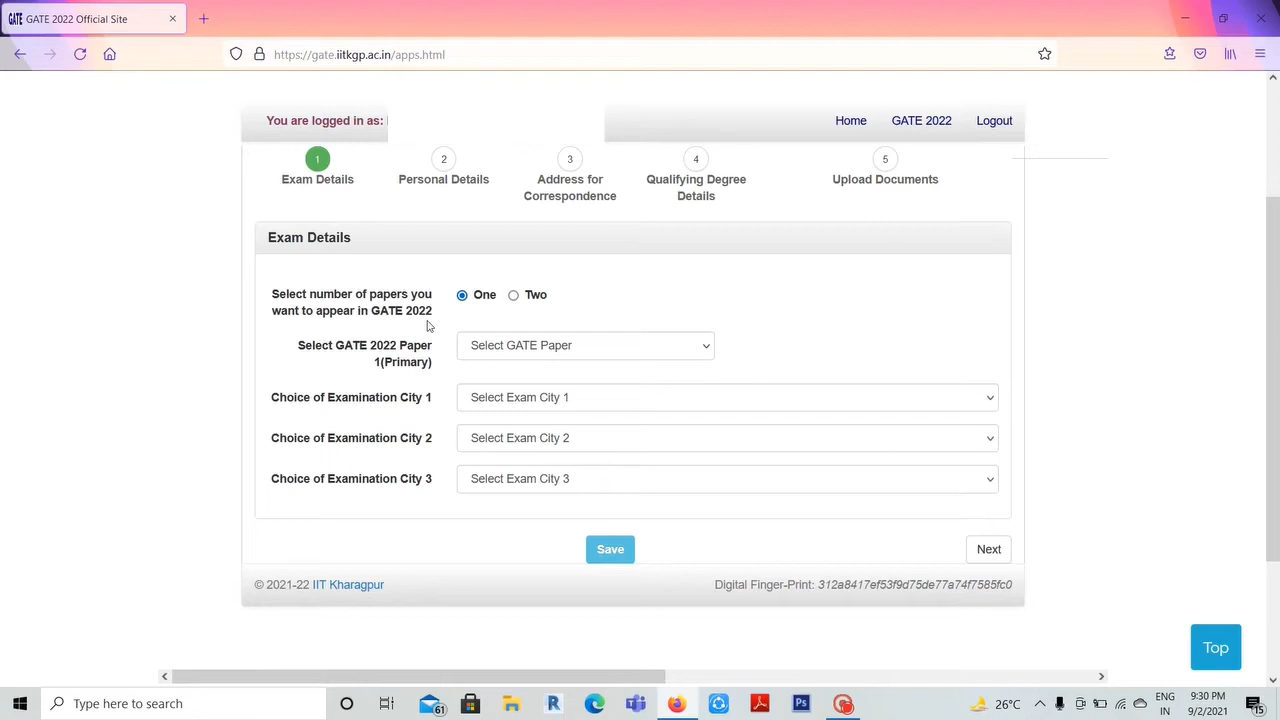 GATE GATE 2022 Official Site
https://gate.iitkgp.ac.in/apps.html
You are logged in as:
Home GATE 2022 Logout
1 2 3 4 5
Exam Details Personal Details Address for Correspondence Qualifying Degree Details Upload Documents
Exam Details
Select number of papers you
want to appear in GATE 2022
One Two
Select GATE 2022 Paper
1(Primary)
Select GATE Paper
Choice of Examination City 1 Select Exam City 1
Choice of Examination City 2 Select Exam City 2
Choice of Examination City 3 Select Exam City 3
Save Next
© 2021-22 IIT Kharagpur Digital Finger-Print: 312a8417ef53f9d75de77a74f7585fc0
Top
Type here to search 61 R Ps 26°C ENG 9:30 PM
IN 9/2/2021 15